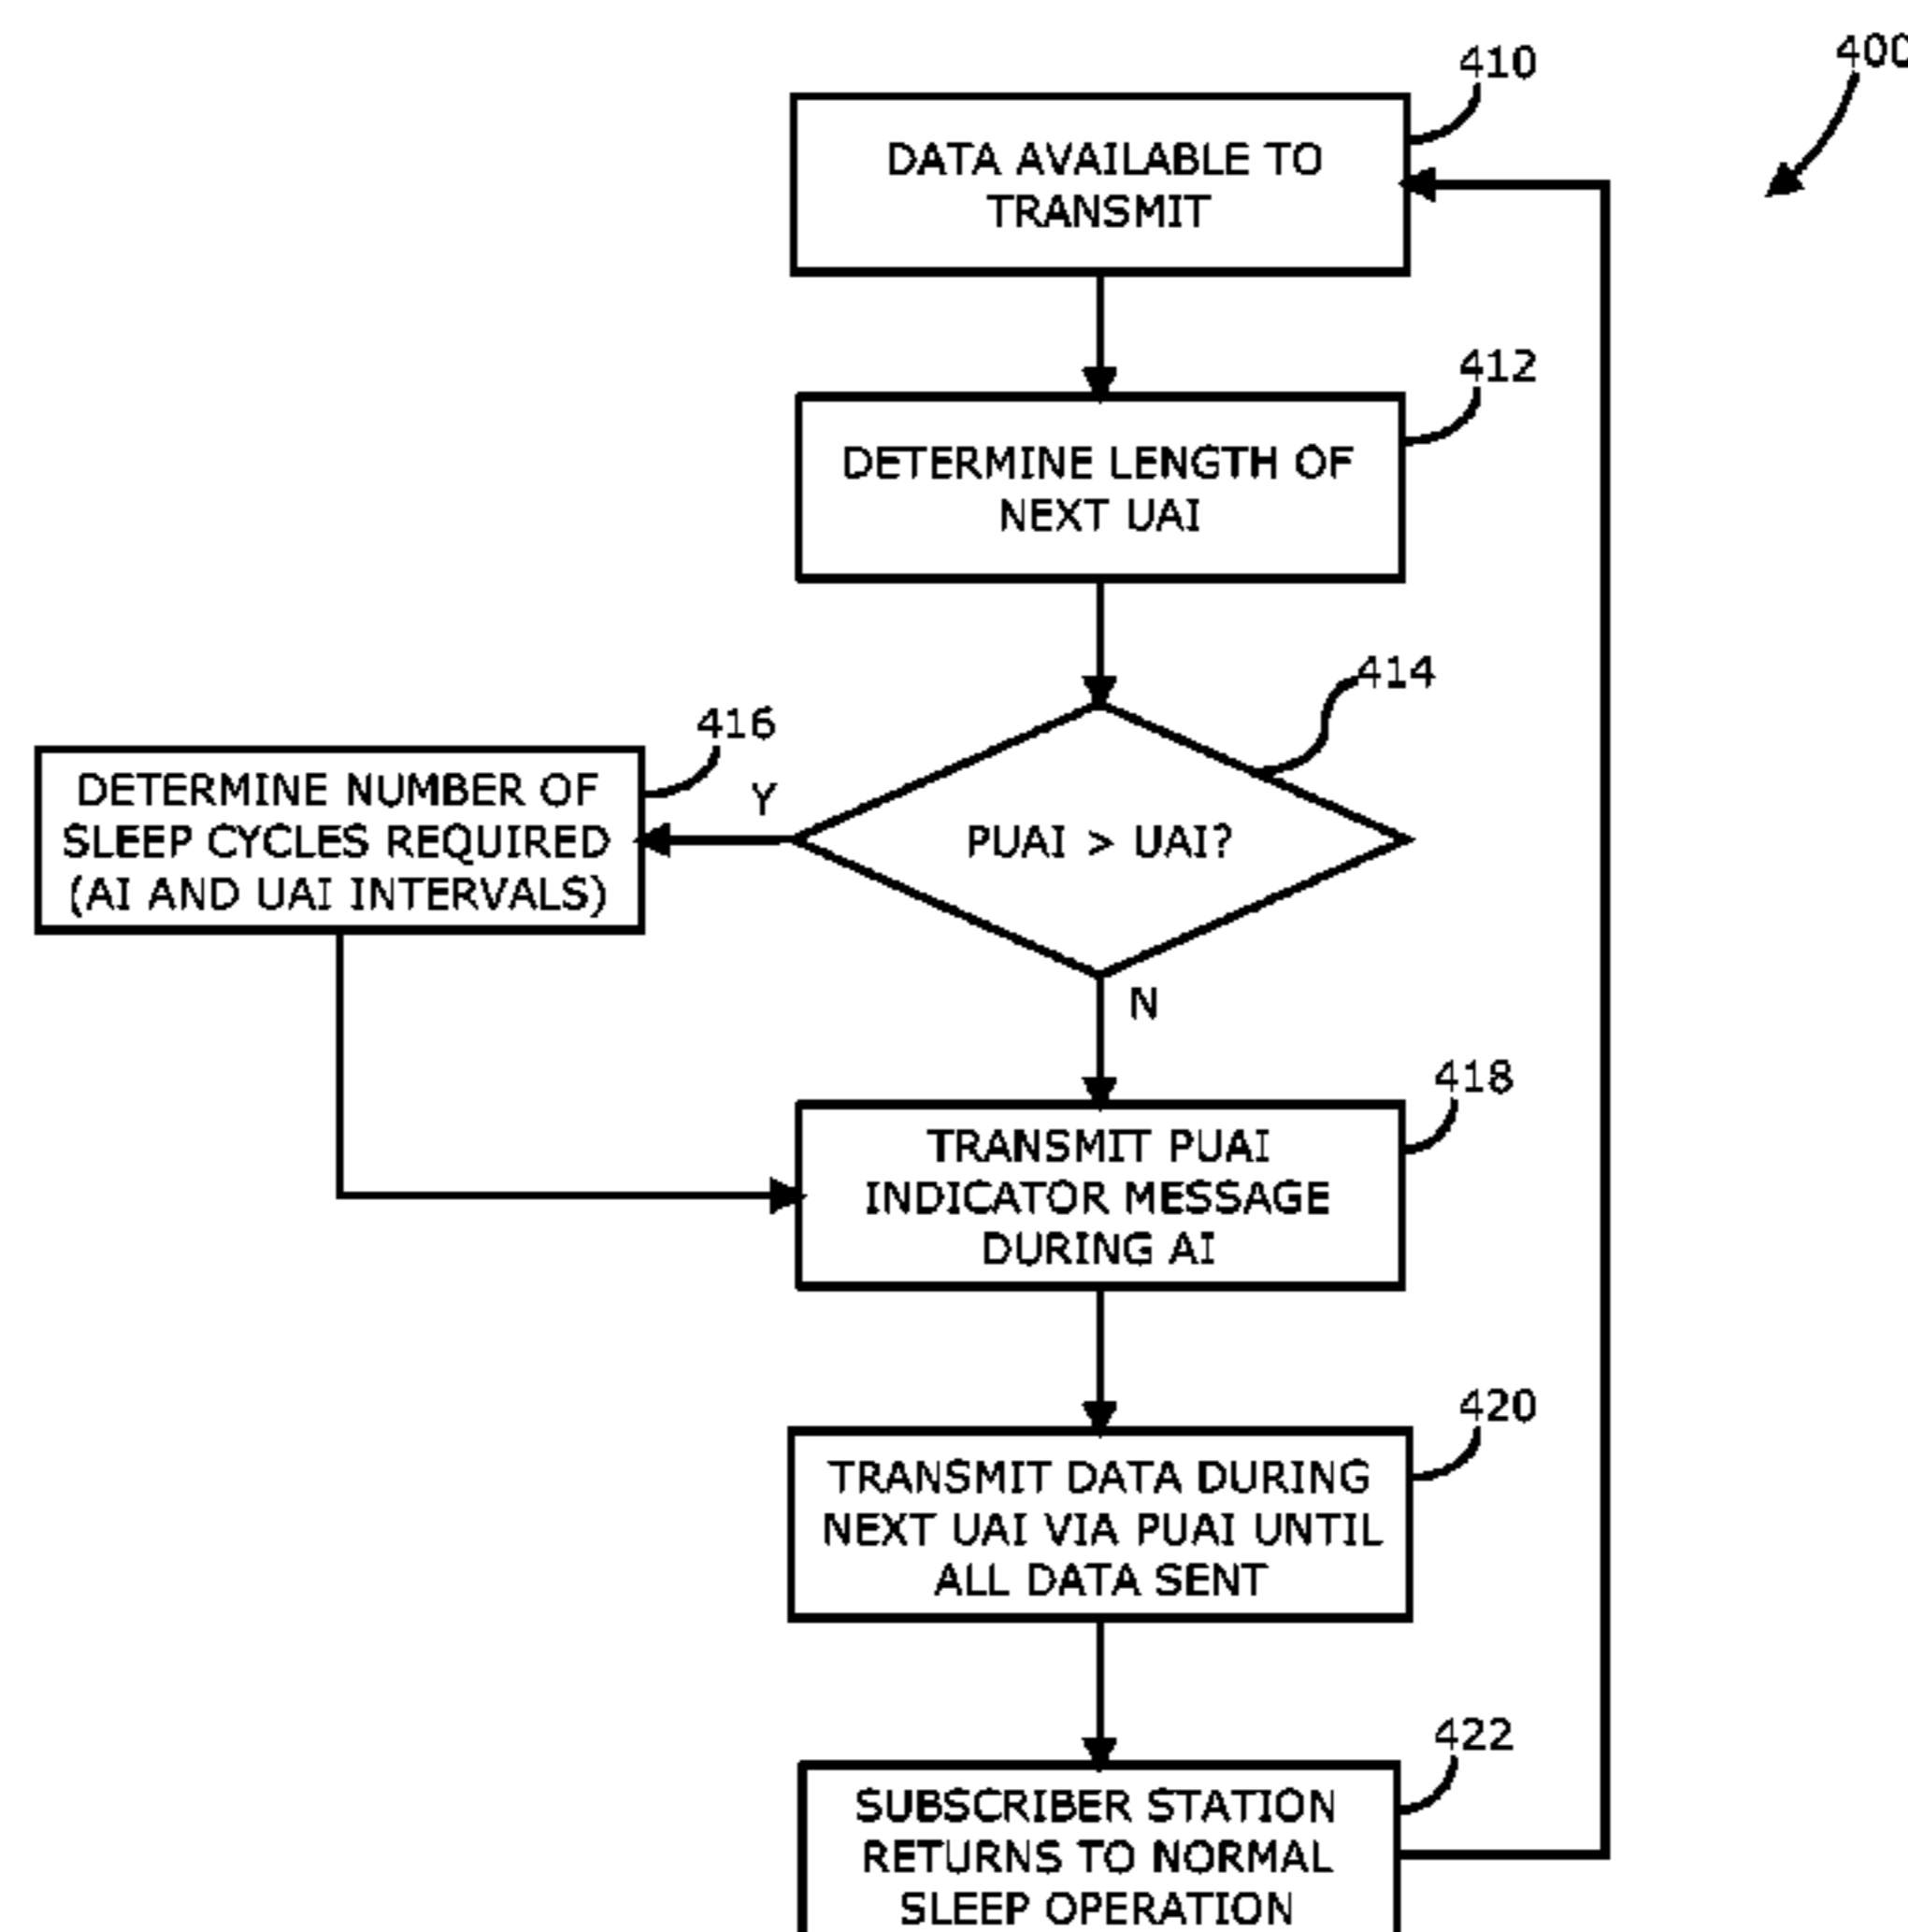 400
410
DATA AVAILABLE TO
TRANSMIT
412
DETERMINE LENGTH OF
NEXT UAI
414
PUAI > UAI?
Y
N
416
DETERMINE NUMBER OF
SLEEP CYCLES REQUIRED
(AI AND UAI INTERVALS)
418
TRANSMIT PUAI
INDICATOR MESSAGE
DURING AI
420
TRANSMIT DATA DURING
NEXT UAI VIA PUAI UNTIL
ALL DATA SENT
422
SUBSCRIBER STATION
RETURNS TO NORMAL
SLEEP OPERATION